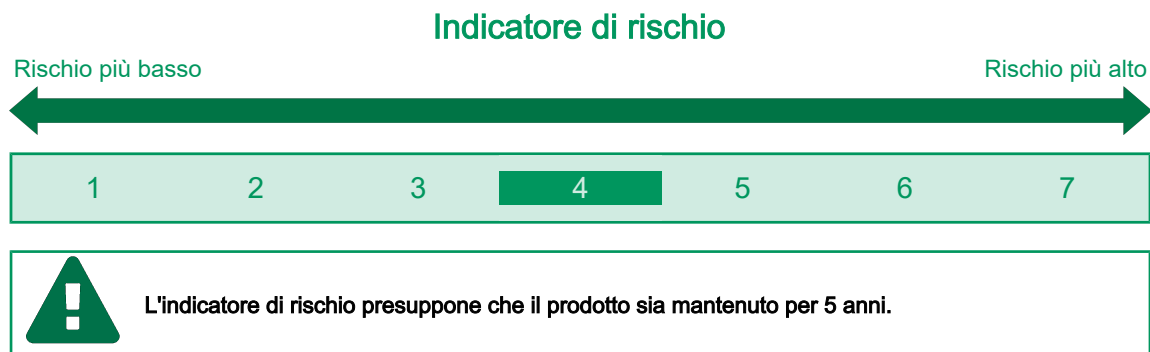 Indicatore di rischio
Rischio più basso Rischio più alto
1 2 3 4 5 6 7
L'indicatore di rischio presuppone che il prodotto sia mantenuto per 5 anni.